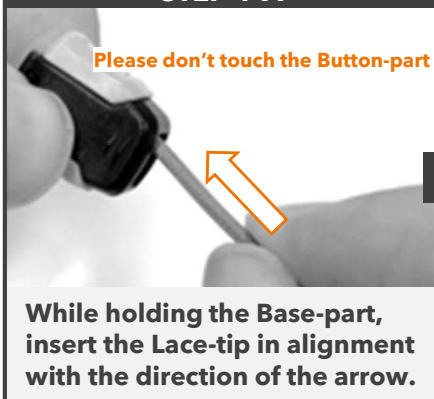 Please don't touch the Button-part
While holding the Base-part,
insert the Lace-tip in alignment
with the direction of the arrow.